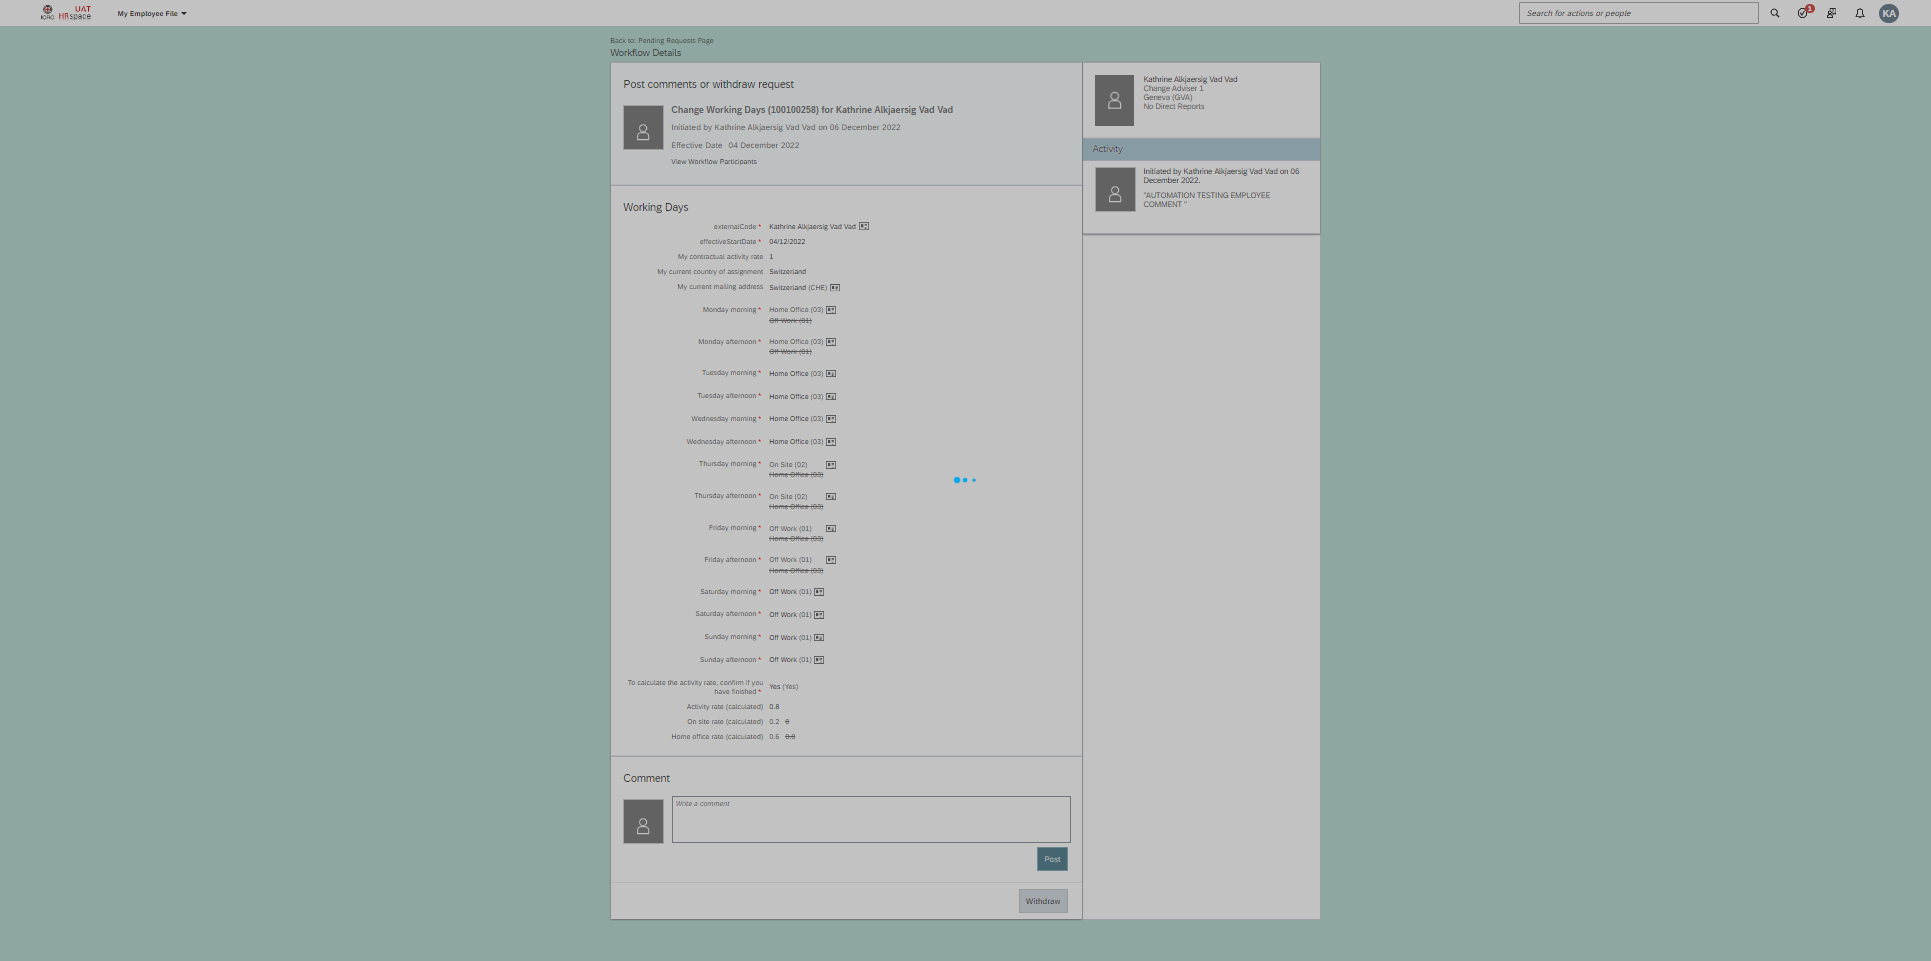 ICRC
UAT
HRspace
My Employee File
Search for actions or people
1
KA
Back to: Pending Requests Page
Workflow Details
Post comments or withdraw request
Change Working Days (100100258) for Kathrine Alkjaersig Vad Vad
Initiated by Kathrine Alkjaersig Vad Vad on 06 December 2022
Effective Date 04 December 2022
View Workflow Participants
Working Days
externalCode * Kathrine Alkjaersig Vad Vad
effectiveStartDate * 04/12/2022
My contractual activity rate 1
My current country of assignment Switzerland
My current mailing address Switzerland (CHE)
Monday morning * Home Office (03)
Off Work (01)
Monday afternoon * Home Office (03)
Off Work (01)
Tuesday morning * Home Office (03)
Tuesday afternoon * Home Office (03)
Wednesday morning * Home Office (03)
Wednesday afternoon * Home Office (03)
Thursday morning * On Site (02)
Home Office (03)
Thursday afternoon * On Site (02)
Home Office (03)
Friday morning * Off Work (01)
Home Office (03)
Friday afternoon * Off Work (01)
Home Office (03)
Saturday morning * Off Work (01)
Saturday afternoon * Off Work (01)
Sunday morning * Off Work (01)
Sunday afternoon * Off Work (01)
To calculate the activity rate, confirm if you
have finished * Yes (Yes)
Activity rate (calculated) 0.8
On site rate (calculated) 0.2 0
Home office rate (calculated) 0.6 0.8
Comment
Write a comment
Post
Withdraw
Kathrine Alkjaersig Vad Vad
Change Adviser 1
Geneva (GVA)
No Direct Reports
Activity
Initiated by Kathrine Alkjaersig Vad Vad on 06
December 2022.
"AUTOMATION TESTING EMPLOYEE
COMMENT "